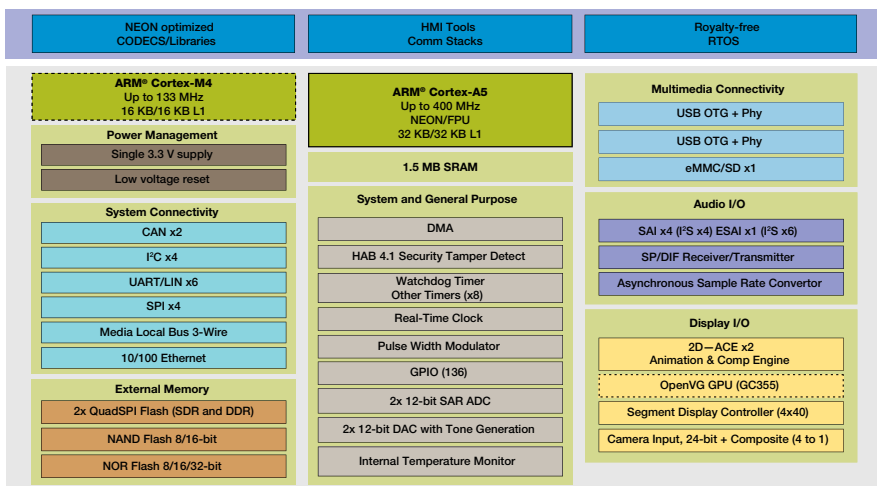 NEON optimized
CODECS/Libraries
HMI Tools
Comm Stacks
Royalty-free
RTOS
ARM® Cortex-M4
Up to 133 MHz
16 KB/16 KB L1
Power Management
Single 3.3 V supply
Low voltage reset
System Connectivity
CAN x2
I²C x4
UART/LIN x6
SPI x4
Media Local Bus 3-Wire
10/100 Ethernet
External Memory
2x QuadSPI Flash (SDR and DDR)
NAND Flash 8/16-bit
NOR Flash 8/16/32-bit
ARM® Cortex-A5
Up to 400 MHz
NEON/FPU
32 KB/32 KB L1
1.5 MB SRAM
System and General Purpose
DMA
HAB 4.1 Security Tamper Detect
Watchdog Timer
Other Timers (x8)
Real-Time Clock
Pulse Width Modulator
GPIO (136)
2x 12-bit SAR ADC
2x 12-bit DAC with Tone Generation
Internal Temperature Monitor
Multimedia Connectivity
USB OTG + Phy
USB OTG + Phy
eMMC/SD x1
Audio I/O
SAI x4 (I²S x4) ESAI x1 (I²S x6)
SP/DIF Receiver/Transmitter
Asynchronous Sample Rate Convertor
Display I/O
2D—ACE x2
Animation & Comp Engine
OpenVG GPU (GC355)
Segment Display Controller (4x40)
Camera Input, 24-bit + Composite (4 to 1)